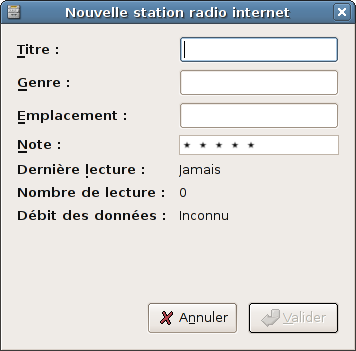 Nouvelle station radio internet
Titre :
Genre :
Emplacement :
Note : ★ ★ ★ ★ ★
Dernière lecture : Jamais
Nombre de lecture : 0
Débit des données : Inconnu
Annuler Valider